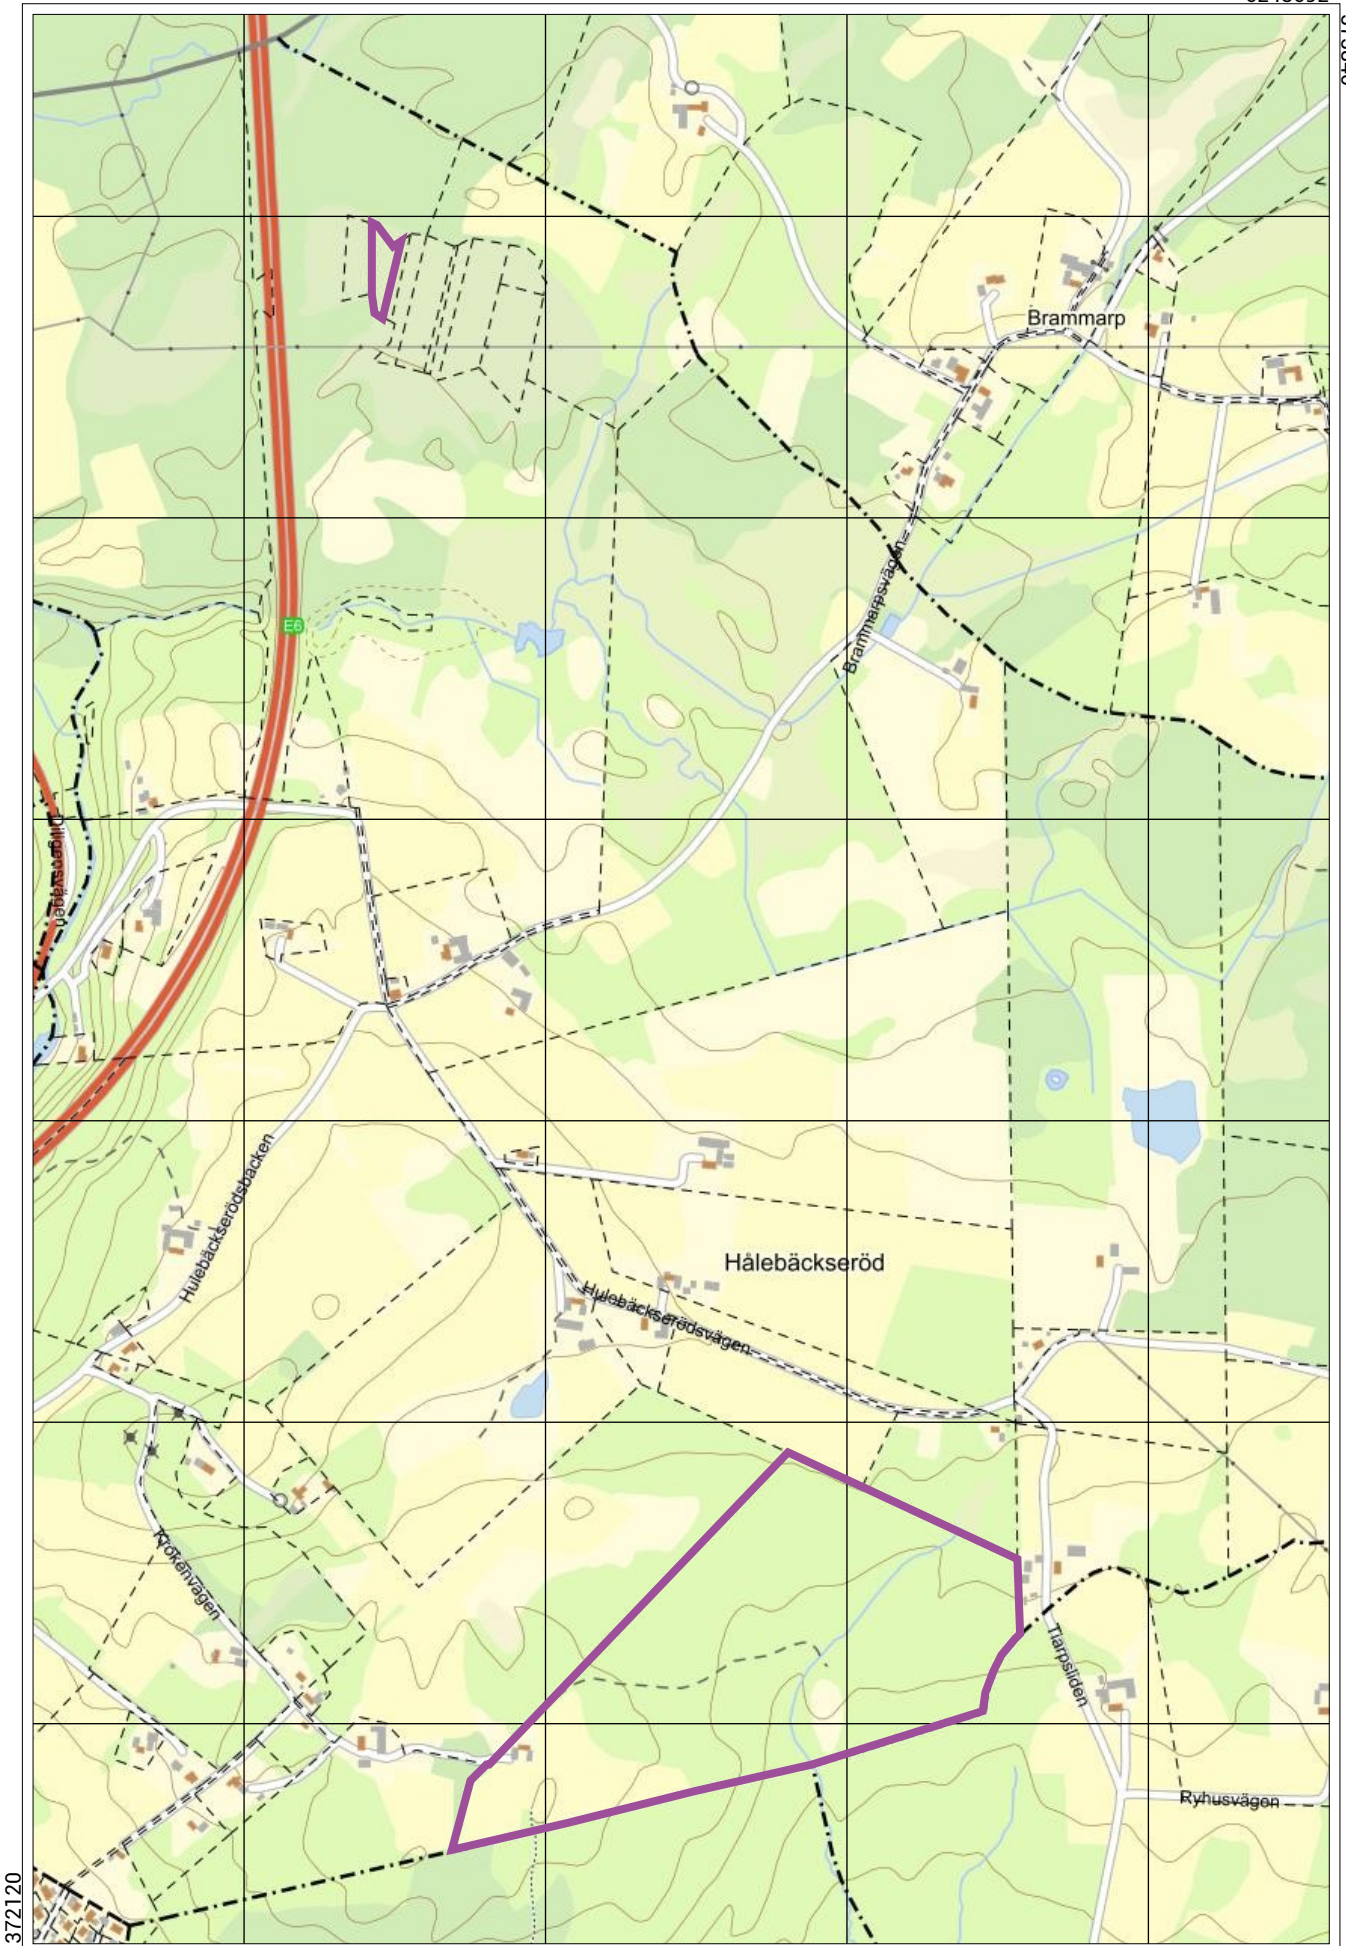 Brammarp
Brammarpsvägen
E6
Hulebäckserödsbacken
Hålebäckseröd
Hulebäckserödsvägen
Krokenvägen
Tiarpsliden
Ryhusvägen
372120